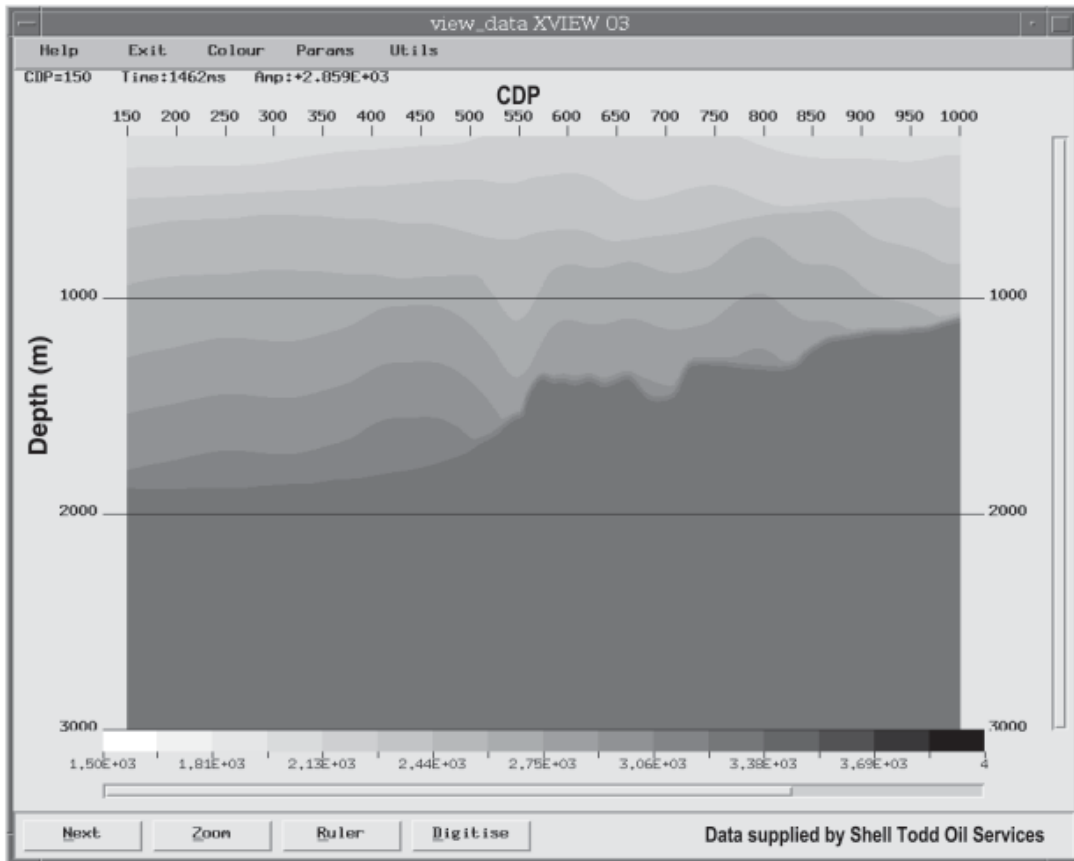 view_data XVIEW 03
Help Exit Colour Params Utils
CDP=150 Time:1462ms Amp:+2.859E+03
CDP
150 200 250 300 350 400 450 500 550 600 650 700 750 800 850 900 950 1000
Depth (m)
1000 1000
2000 2000
3000 3000
1.50E+03 1.81E+03 2.13E+03 2.44E+03 2.75E+03 3.06E+03 3.38E+03 3.69E+03 4
Next Zoom Ruler Digitise Data supplied by Shell Todd Oil Services